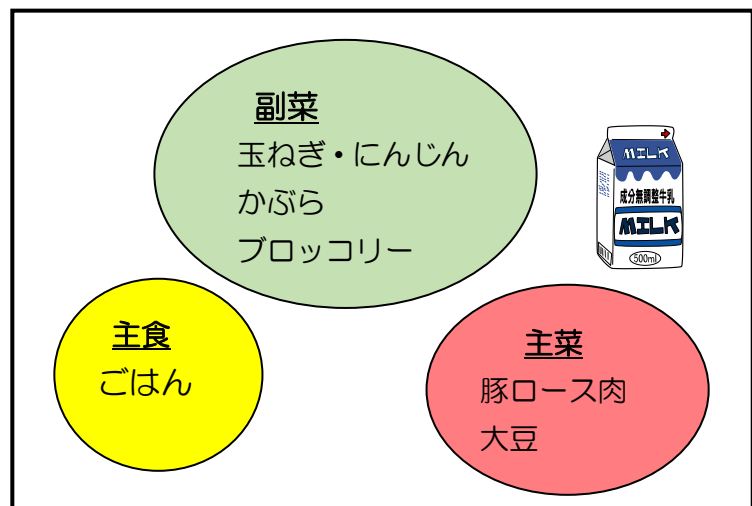 副菜
玉ねぎ・にんじん
かぶら
ブロッコリー
MILK
成分無調整牛乳
MILK
500ml
主食
ごはん
主菜
豚ロース肉
大豆